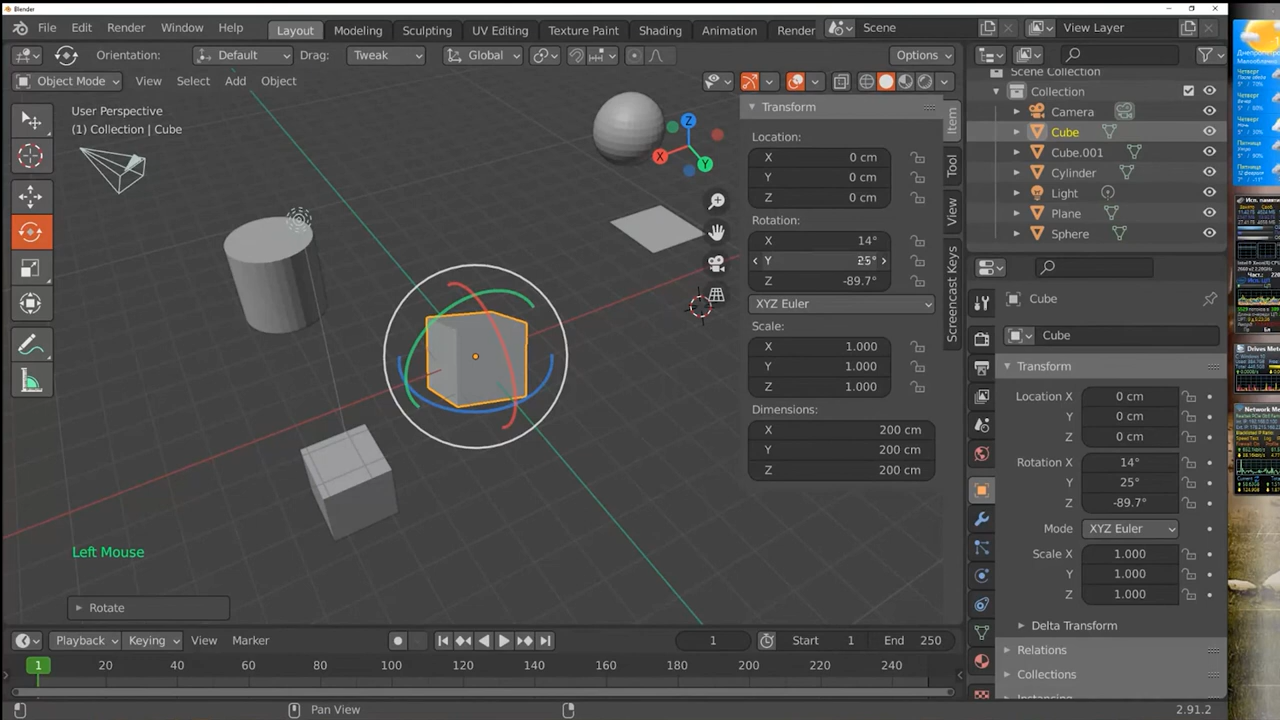 Blender
File Edit Render Window Help Layout Modeling Sculpting UV Editing Texture Paint Shading Animation Render Scene View Layer
Orientation: Default Drag: Tweak Global Options
Object Mode View Select Add Object
User Perspective
(1) Collection | Cube
Transform
Location:
X 0 cm
Y 0 cm
Z 0 cm
Rotation:
X 14°
Y 25°
Z -89.7°
XYZ Euler
Scale:
X 1.000
Y 1.000
Z 1.000
Dimensions:
X 200 cm
Y 200 cm
Z 200 cm
Item
Tool
View
Screencast Keys
Z
X
Y
Left Mouse
Rotate
Scene Collection
Collection
Camera
Cube
Cube.001
Cylinder
Light
Plane
Sphere
Cube
Cube
Transform
Location X 0 cm
Y 0 cm
Z 0 cm
Rotation X 14°
Y 25°
Z -89.7°
Mode XYZ Euler
Scale X 1.000
Y 1.000
Z 1.000
Delta Transform
Relations
Collections
Instancing
Playback Keying View Marker 1 Start 1 End 250
1 20 40 60 80 100 120 140 160 180 200 220 240
Pan View 2.91.2